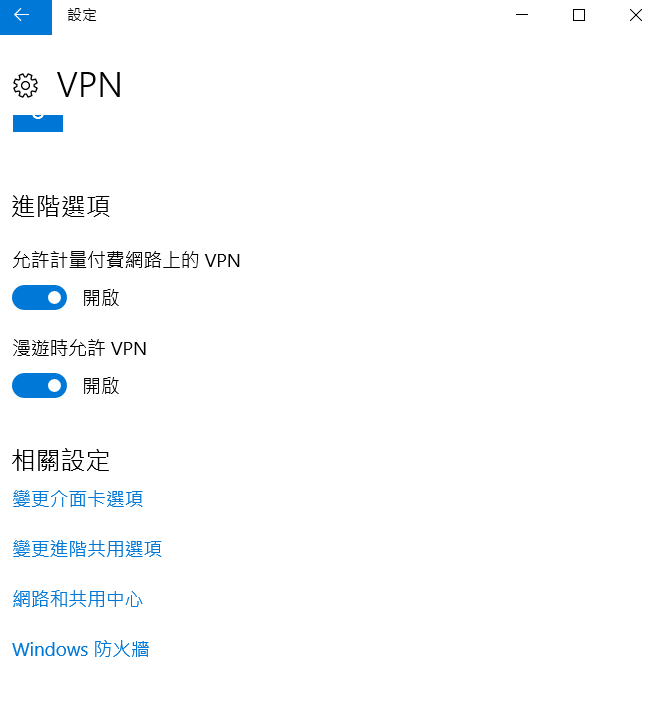 設定
VPN
進階選項
允許計量付費網路上的 VPN
開啟
漫遊時允許 VPN
開啟
相關設定
變更介面卡選項
變更進階共用選項
網路和共用中心
Windows 防火牆